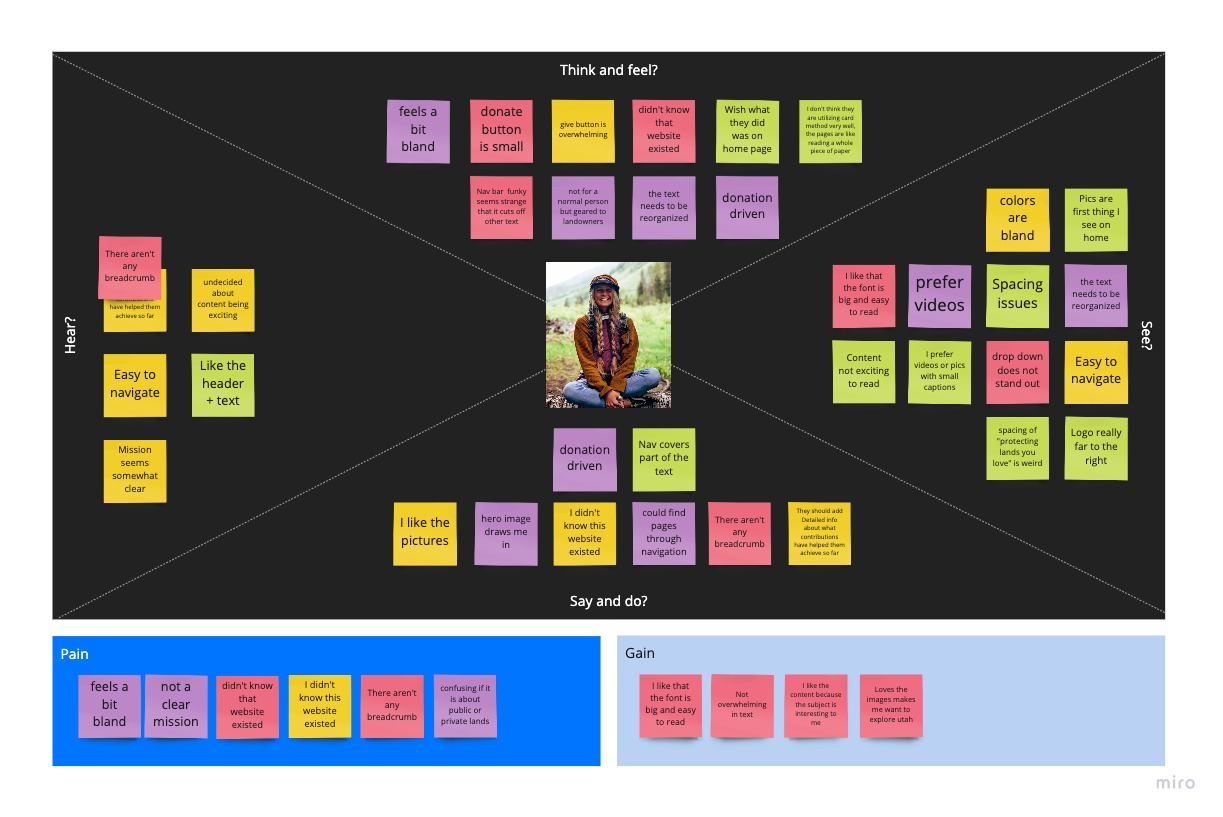 Think and feel?
feels a
bit
bland
donate
button
is small
give button is
overwhelming
didn't know
that
website
existed
Wish what
they did
was on
home page
I don't think they
are utilizing card
method very well,
the pages are like
reading a whole
piece of paper
Nav bar funky
seems strange
that it cuts off
other text
not for a
normal person
but geared to
landowners
the text
needs to be
reorganized
donation
driven
Hear?
There aren't
any
breadcrumb
have helped them
achieve so far
undecided
about
content being
exciting
Easy to
navigate
Like the
header
+ text
Mission
seems
somewhat
clear
See?
colors
are
bland
Pics are
first thing I
see on
home
I like that
the font is
big and easy
to read
prefer
videos
Spacing
issues
the text
needs to be
reorganized
Content
not exciting
to read
I prefer
videos or pics
with small
captions
drop down
does not
stand out
Easy to
navigate
spacing of
"protecting
lands you
love" is weird
Logo really
far to the
right
donation
driven
Nav covers
part of the
text
I like the
pictures
hero image
draws me
in
I didn't
know this
website
existed
could find
pages
through
navigation
There aren't
any
breadcrumb
They should add
Detailed info
about what
contributions
have helped them
achieve so far
Say and do?
Pain
feels a
bit
bland
not a
clear
mission
didn't know
that
website
existed
I didn't
know this
website
existed
There aren't
any
breadcrumb
confusing if it
is about
public or
private lands
Gain
I like that
the font is
big and easy
to read
Not
overwhelming
in text
I like the
content because
the subject is
interesting to
me
Loves the
images makes
me want to
explore utah
miro